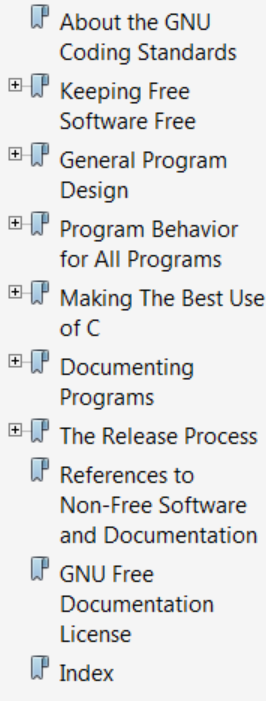 About the GNU
Coding Standards
Keeping Free
Software Free
General Program
Design
Program Behavior
for All Programs
Making The Best Use
of C
Documenting
Programs
The Release Process
References to
Non-Free Software
and Documentation
GNU Free
Documentation
License
Index